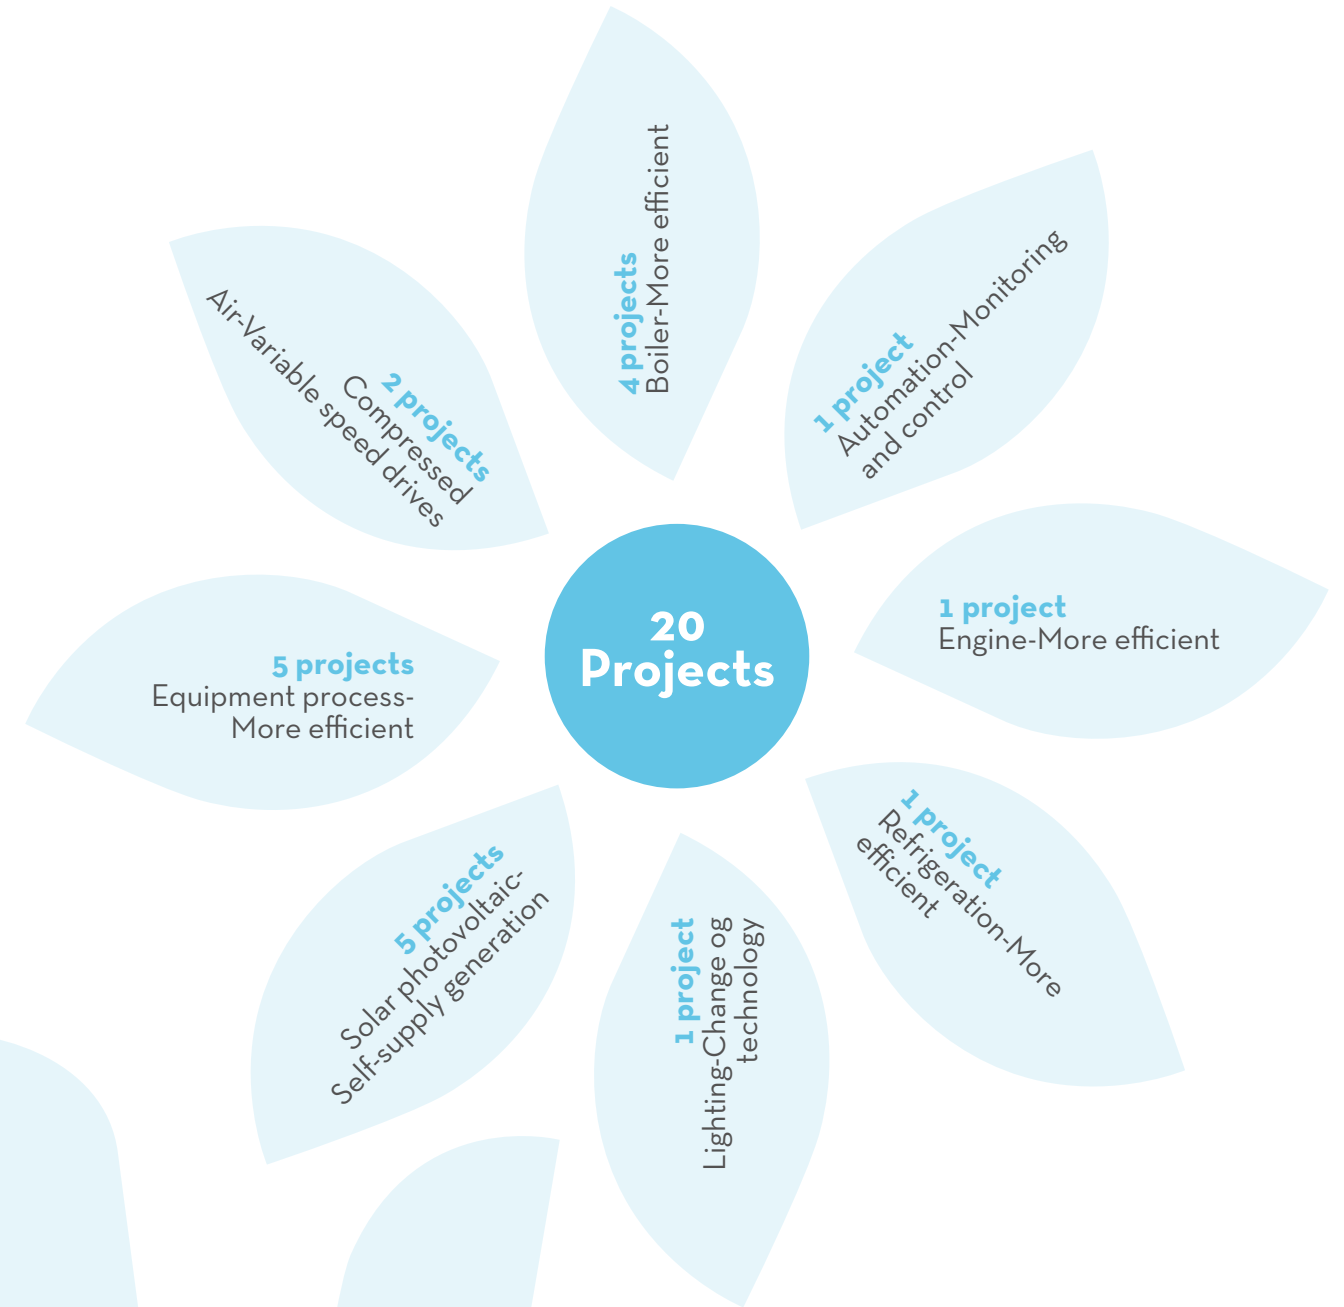 4 projects
Boiler-More efficient
1 project
Automation-Monitoring
and control
1 project
Engine-More efficient
1 project
Refrigeration-More
efficient
1 project
Lighting-Change og
technology
5 projects
Solar photovoltaic-
Self-supply generation
5 projects
Equipment process-
More efficient
2 projects
Compressed
Air-Variable speed drives
20
Projects